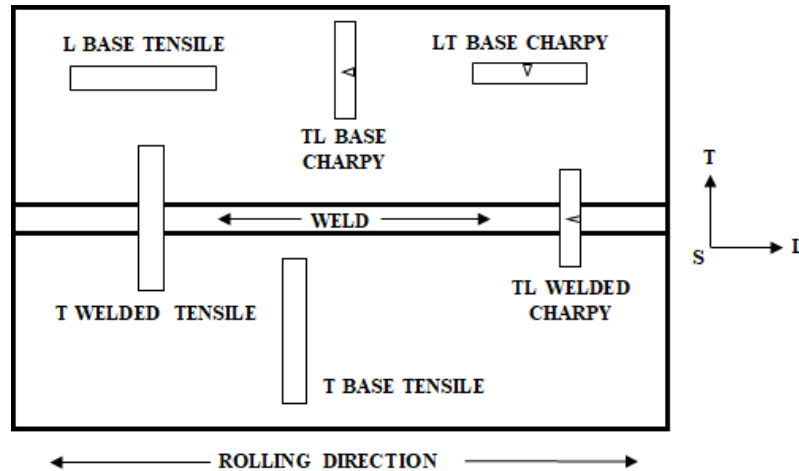 L BASE TENSILE
LT BASE CHARPY
TL BASE
CHARPY
T
WELD
L
S
TL WELDED
CHARPY
T WELDED TENSILE
T BASE TENSILE
ROLLING DIRECTION